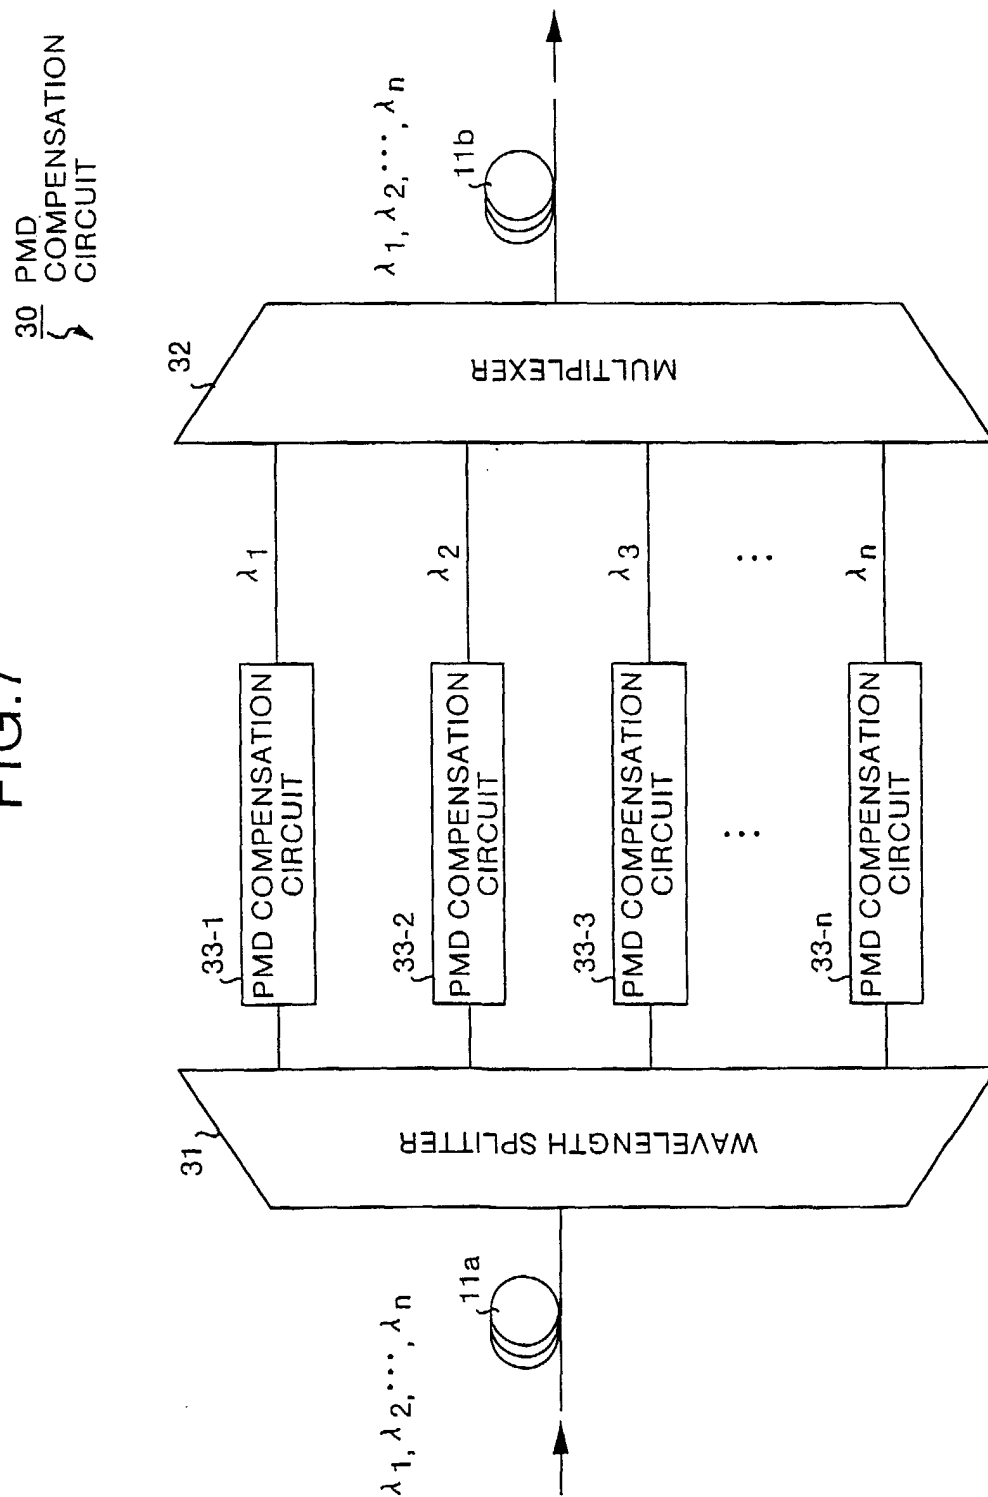 FIG.7
30 PMD
COMPENSATION
CIRCUIT
λ1, λ2, ···, λn
11a
31
WAVELENGTH SPLITTER
33-1
PMD COMPENSATION
CIRCUIT
λ1
33-2
PMD COMPENSATION
CIRCUIT
λ2
33-3
PMD COMPENSATION
CIRCUIT
λ3
···
···
33-n
PMD COMPENSATION
CIRCUIT
λn
32
MULTIPLEXER
λ1, λ2, ···, λn
11b